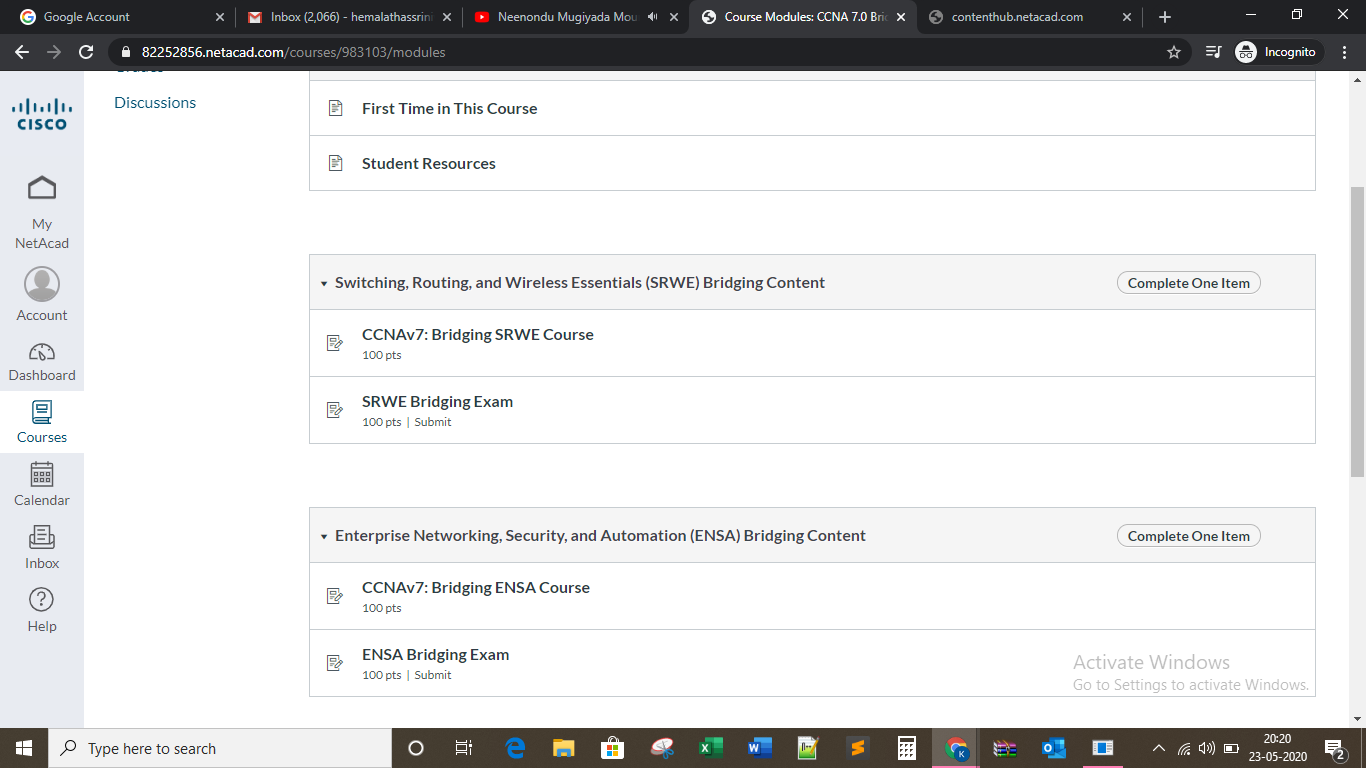 Google Account
Inbox (2,066) - hemalathassrini
Neenondu Mugiyada Mou
Course Modules: CCNA 7.0 Bri
contenthub.netacad.com
82252856.netacad.com/courses/983103/modules
Incognito
CISCO
My
NetAcad
Account
Dashboard
Courses
Calendar
Inbox
Help
Discussions
First Time in This Course
Student Resources
Switching, Routing, and Wireless Essentials (SRWE) Bridging Content
Complete One Item
CCNAv7: Bridging SRWE Course
100 pts
SRWE Bridging Exam
100 pts | Submit
Enterprise Networking, Security, and Automation (ENSA) Bridging Content
Complete One Item
CCNAv7: Bridging ENSA Course
100 pts
ENSA Bridging Exam
100 pts | Submit
Activate Windows
Go to Settings to activate Windows.
Type here to search
K
20:20
23-05-2020
2